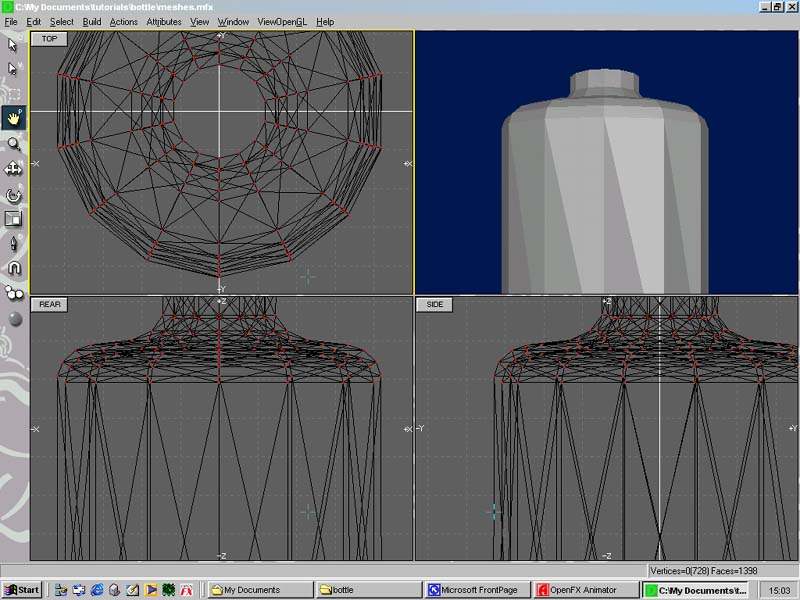 C:\My Documents\tutorials\bottle\meshes.mfx
File Edit Select Build Actions Attributes View Window ViewOpenGL Help
TOP
+Y
-X
+X
-Y
REAR
+Z
SIDE
+Z
-X
+X
-Y
+Y
-Z
-Z
Vertices=0(728) Faces=1398
Start
My Documents
bottle
Microsoft FrontPage
OpenFX Animator
C:\My Documents\t...
15:03